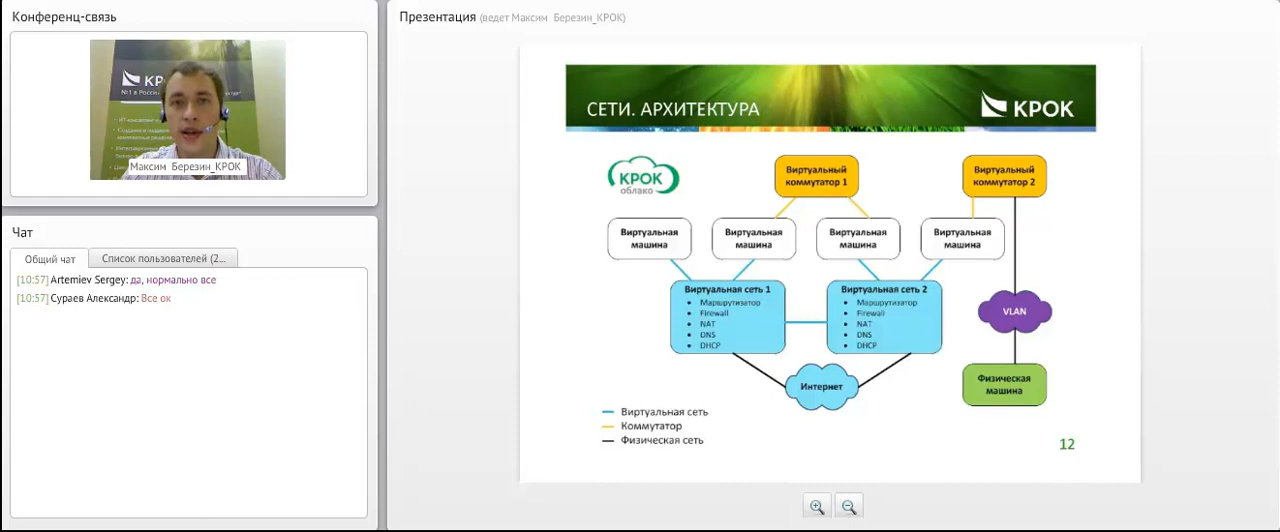 Конференц-связь
КРОК
№1 в России
Максим Березин_КРОК
Чат
Общий чат
Список пользователей (2...
[10:57] Artemiev Sergey: да, нормально все
[10:57] Сураев Александр: Все ок
Презентация (ведет Максим Березин_КРОК)
СЕТИ. АРХИТЕКТУРА
КРОК
КРОК
облако
Виртуальный
коммутатор 1
Виртуальный
коммутатор 2
Виртуальная
машина
Виртуальная
машина
Виртуальная
машина
Виртуальная
машина
Виртуальная сеть 1
• Маршрутизатор
• Firewall
• NAT
• DNS
• DHCP
Виртуальная сеть 2
• Маршрутизатор
• Firewall
• NAT
• DNS
• DHCP
VLAN
Интернет
Физическая
машина
Виртуальная сеть
Коммутатор
Физическая сеть
12